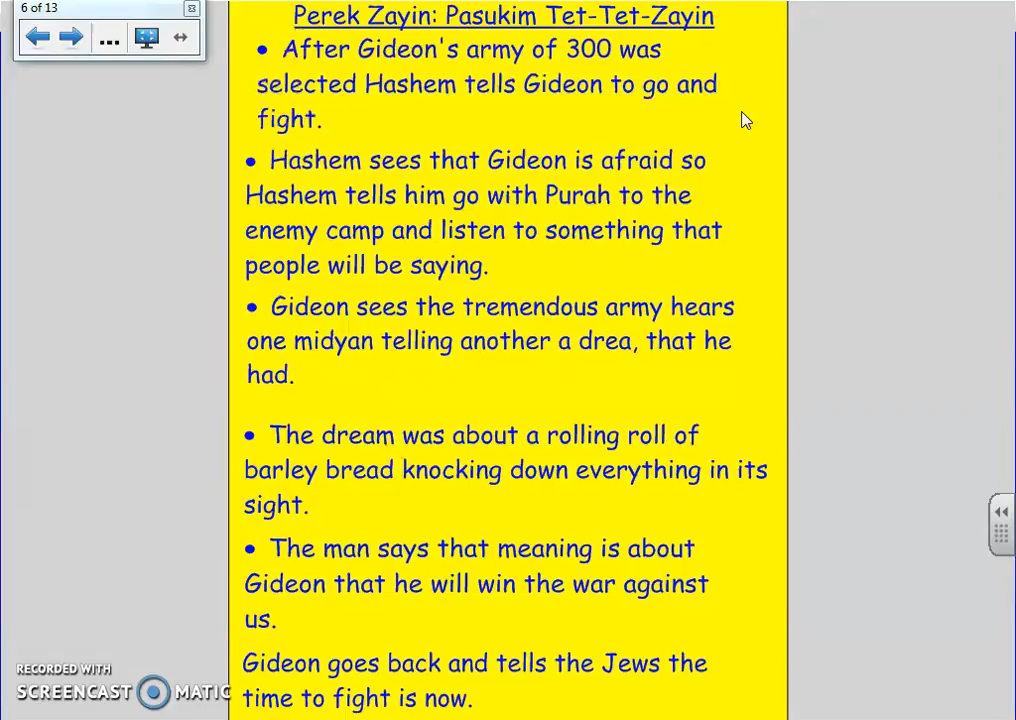 6 of 13
Perek Zayin: Pasukim Tet-Tet-Zayin
• After Gideon's army of 300 was
selected Hashem tells Gideon to go and
fight.
• Hashem sees that Gideon is afraid so
Hashem tells him go with Purah to the
enemy camp and listen to something that
people will be saying.
• Gideon sees the tremendous army hears
one midyan telling another a drea, that he
had.
• The dream was about a rolling roll of
barley bread knocking down everything in its
sight.
• The man says that meaning is about
Gideon that he will win the war against
us.
Gideon goes back and tells the Jews the
time to fight is now.
RECORDED WITH
SCREENCAST MATIC